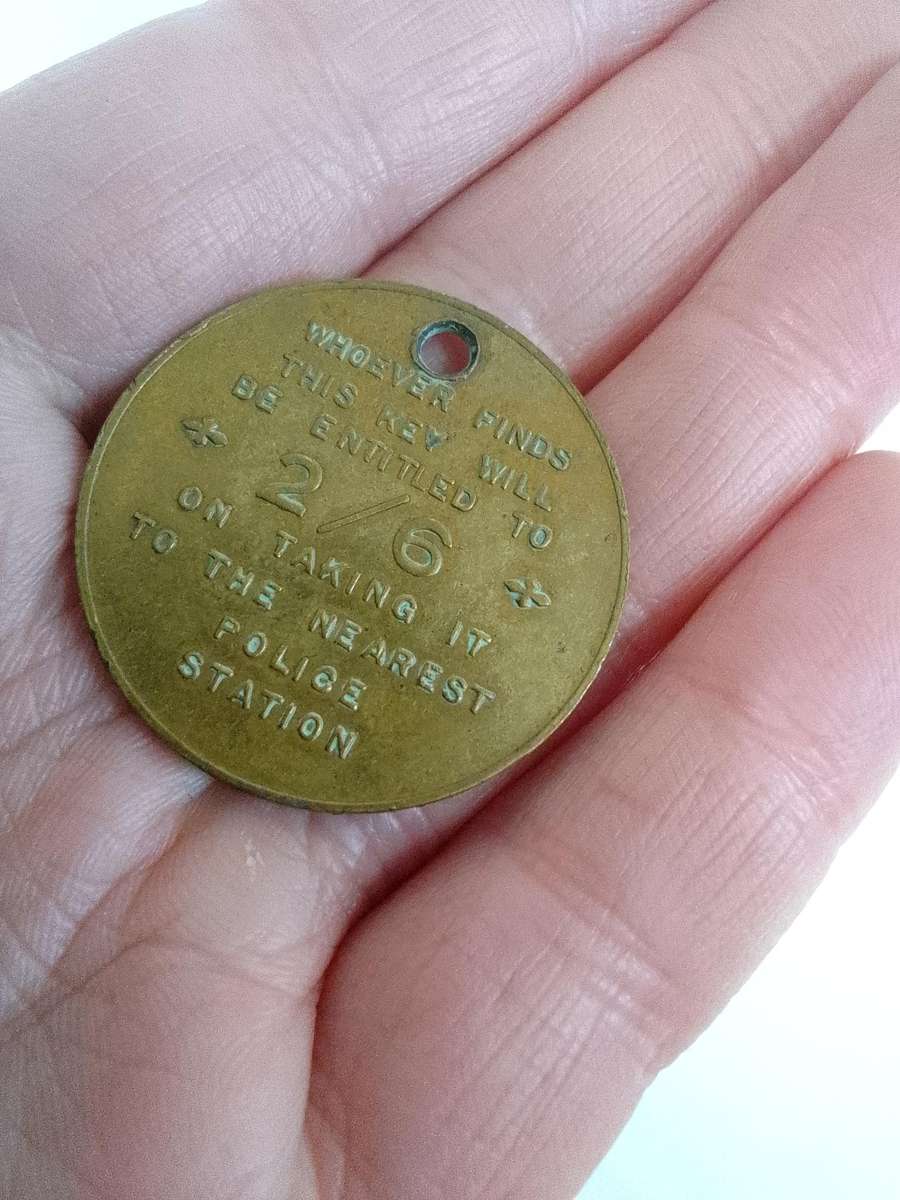 WHOEVER FINDS
THIS KEY WILL
BE ENTITLED TO
2/6
ON TAKING IT
TO THE NEAREST
POLICE
STATION